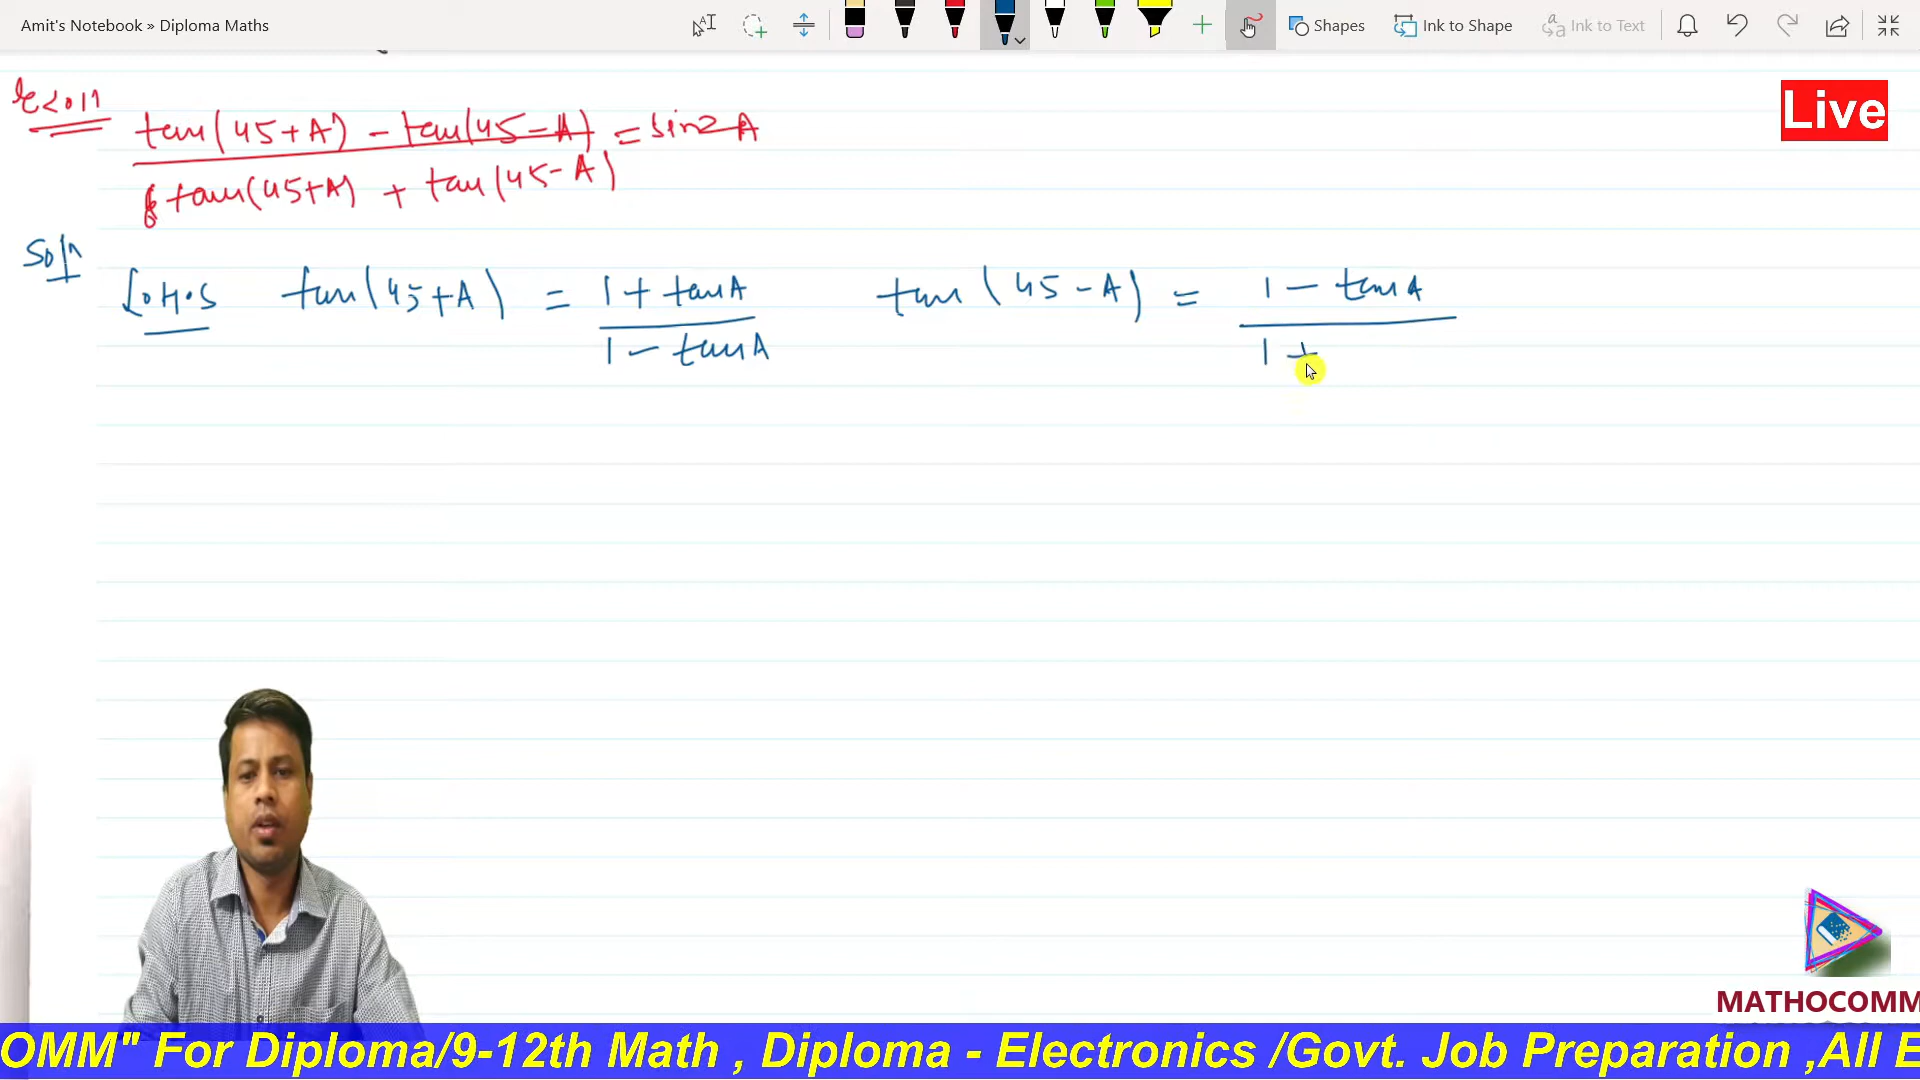 Amit's Notebook » Diploma Maths
Shapes
Ink to Shape
Ink to Text
Live
tan(45+A) - tan(45-A) = sin2A
tan(45+A) + tan(45-A)
Soln
L.H.S tan(45+A) = 1 + tanA tan(45-A) = 1 - tanA
1 - tanA 1 +
MATHOCOMM
OMM" For Diploma/9-12th Math , Diploma - Electronics /Govt. Job Preparation ,All E